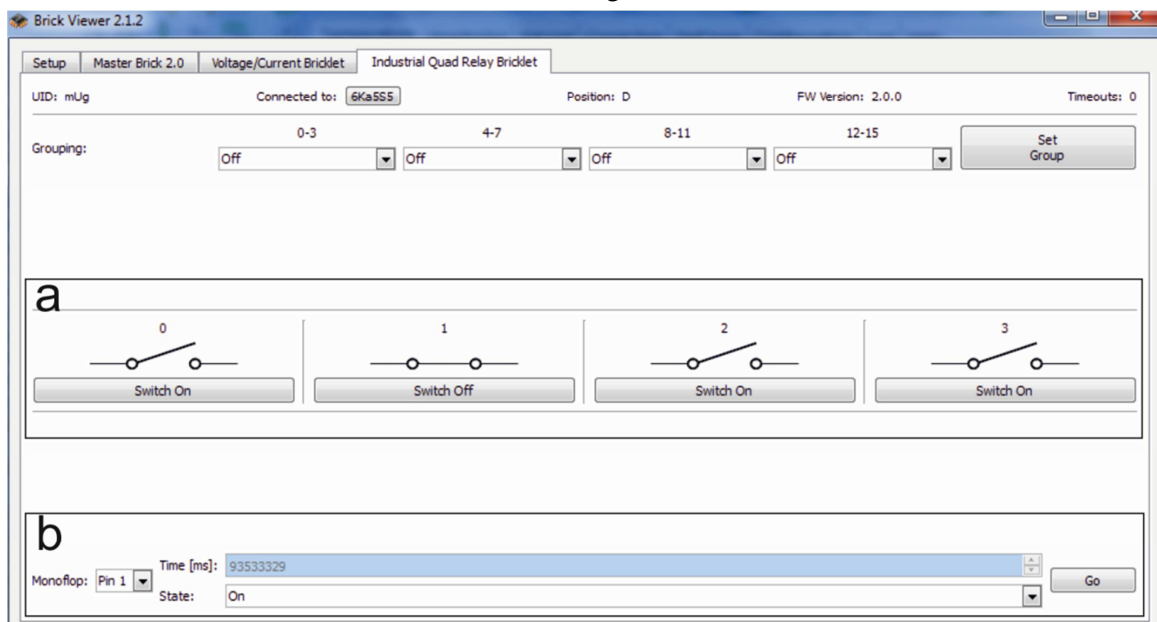 Brick Viewer 2.1.2
Setup Master Brick 2.0 Voltage/Current Bricklet Industrial Quad Relay Bricklet
UID: mUg Connected to: 6Ka5S5 Position: D FW Version: 2.0.0 Timeouts: 0
0-3 4-7 8-11 12-15
Grouping: Off Off Off Off Set Group
a
0 1 2 3
Switch On Switch Off Switch On Switch On
b
Time [ms]: 93533329
Monoflop: Pin 1 Go
State: On